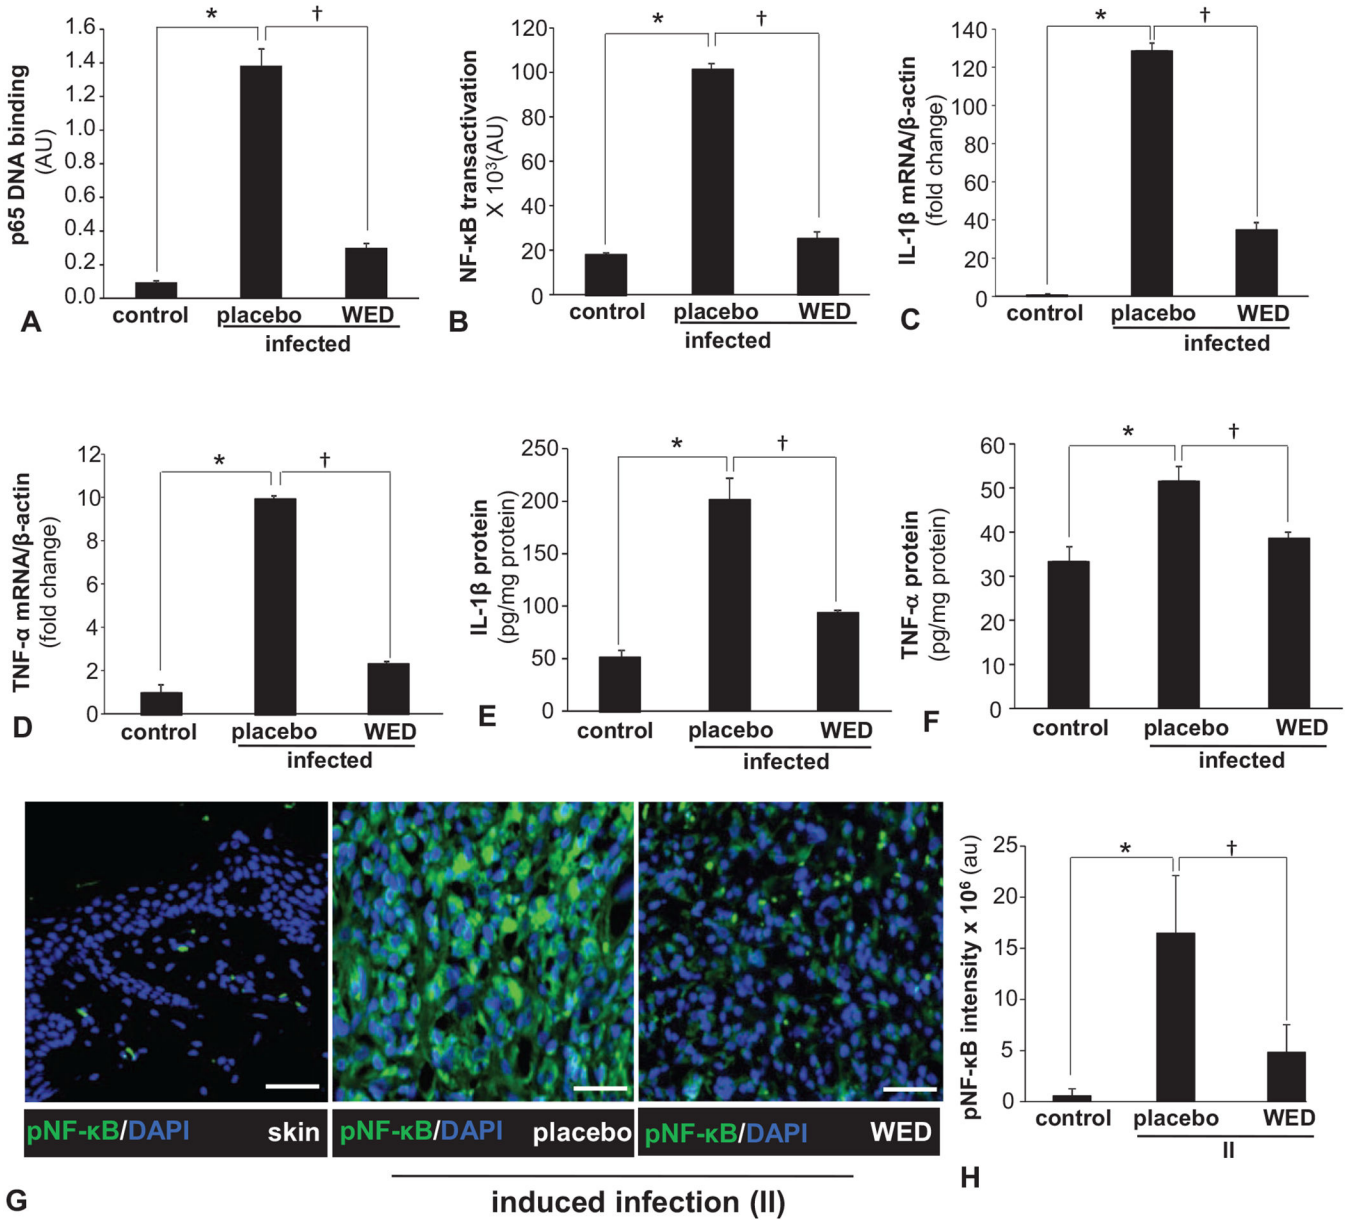 p65 DNA binding
(AU)
1.6
1.4
1.2
1.0
0.8
0.6
0.4
0.2
0.0
*
†
control
placebo
WED
infected
A
NF-κB transactivation
X 10³(AU)
120
100
80
60
40
20
0
*
†
control
placebo
WED
infected
B
IL-1β mRNA/β-actin
(fold change)
140
120
100
80
60
40
20
0
*
†
control
placebo
WED
infected
C
TNF-α mRNA/β-actin
(fold change)
12
10
8
6
4
2
0
*
†
control
placebo
WED
infected
D
IL-1β protein
(pg/mg protein)
250
200
150
100
50
0
*
†
control
placebo
WED
infected
E
TNF-α protein
(pg/mg protein)
60
50
40
30
20
10
0
*
†
control
placebo
WED
infected
F
pNF-κB/DAPI skin
pNF-κB/DAPI placebo
pNF-κB/DAPI WED
induced infection (II)
G
pNF-κB intensity x 10⁶ (au)
25
20
15
10
5
0
*
†
control
placebo
WED
II
H